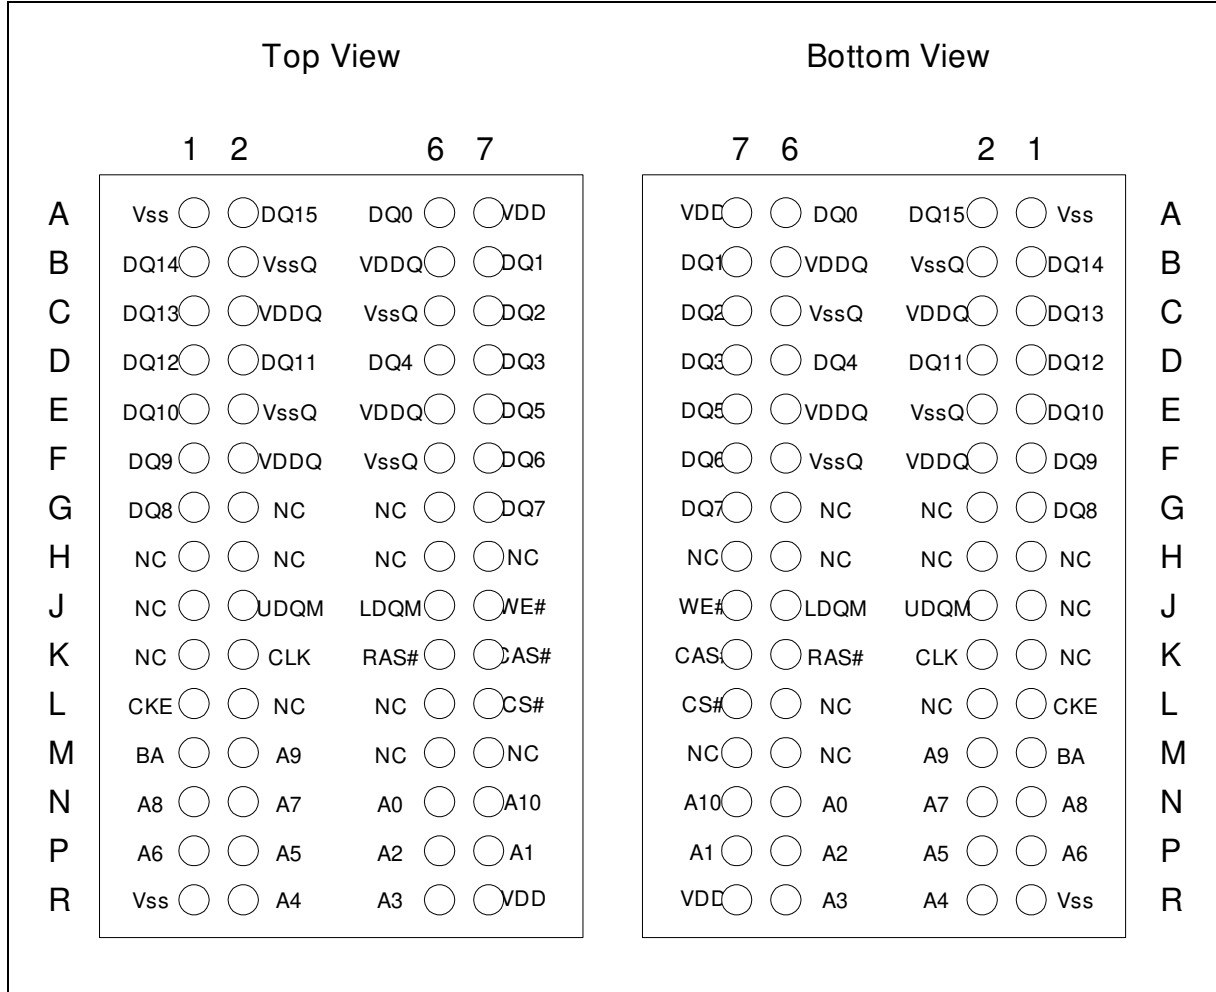 Top View Bottom View
1 2 6 7 7 6 2 1
A Vss DQ15 DQ0 VDD VDD DQ0 DQ15 Vss A
B DQ14 VssQ VDDQ DQ1 DQ1 VDDQ VssQ DQ14 B
C DQ13 VDDQ VssQ DQ2 DQ2 VssQ VDDQ DQ13 C
D DQ12 DQ11 DQ4 DQ3 DQ3 DQ4 DQ11 DQ12 D
E DQ10 VssQ VDDQ DQ5 DQ5 VDDQ VssQ DQ10 E
F DQ9 VDDQ VssQ DQ6 DQ6 VssQ VDDQ DQ9 F
G DQ8 NC NC DQ7 DQ7 NC NC DQ8 G
H NC NC NC NC NC NC NC NC H
J NC UDQM LDQM WE# WE# LDQM UDQM NC J
K NC CLK RAS# CAS# CAS# RAS# CLK NC K
L CKE NC NC CS# CS# NC NC CKE L
M BA A9 NC NC NC NC A9 BA M
N A8 A7 A0 A10 A10 A0 A7 A8 N
P A6 A5 A2 A1 A1 A2 A5 A6 P
R Vss A4 A3 VDD VDD A3 A4 Vss R